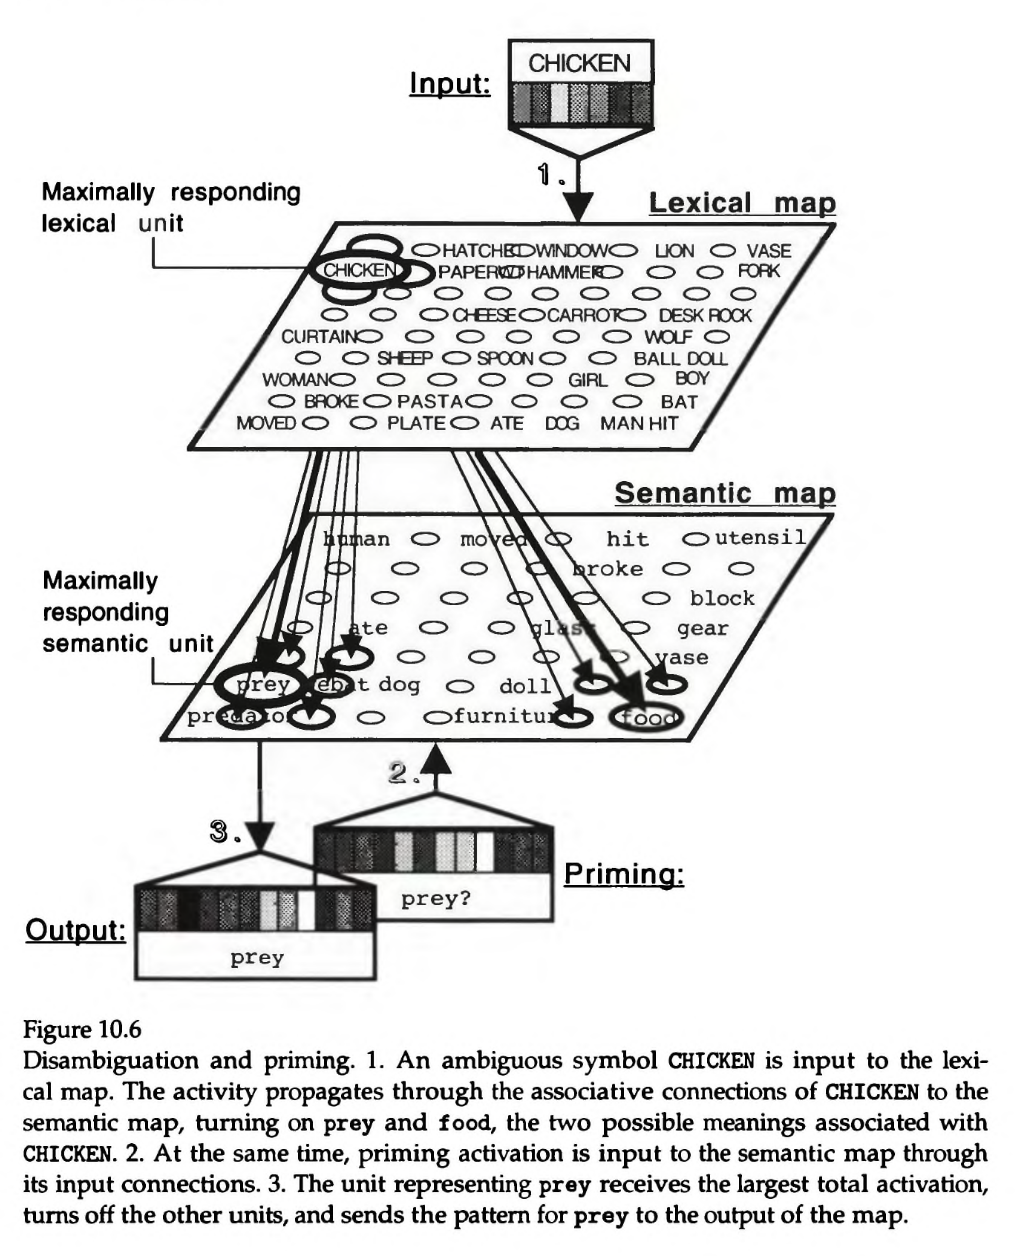 CHICKEN
Input:
1.
Maximally responding
lexical unit
Lexical map
HATCHET WINDOW LION VASE
CHICKEN HAMMER FORK
CHEESE CARROT DESK ROCK
CURTAIN WOLF
SHEEP SPOON BALL DOLL
WOMAN GIRL BOY
BROKE PASTA BAT
MOVED PLATE ATE DOG MAN HIT
Semantic map
human moved hit utensil
broke
Maximally
responding
semantic unit
block
ate glass gear
vase
prey dog doll
predator furniture food
2.
3.
Priming:
prey?
Output:
prey
Figure 10.6
Disambiguation and priming. 1. An ambiguous symbol CHICKEN is input to the lexi-
cal map. The activity propagates through the associative connections of CHICKEN to the
semantic map, turning on prey and food, the two possible meanings associated with
CHICKEN. 2. At the same time, priming activation is input to the semantic map through
its input connections. 3. The unit representing prey receives the largest total activation,
turns off the other units, and sends the pattern for prey to the output of the map.